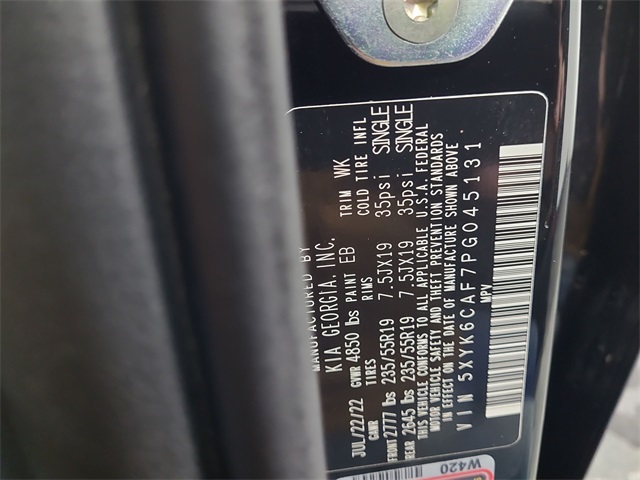 MANUFACTURED BY
KIA GEORGIA, INC.
JUL/22/22 GVWR 4850 lbs PAINT EB TRIM WK
GAWR TIRES RIMS COLD TIRE INFL
FRONT 2777 lbs 235/55R19 7.5JX19 35psi SINGLE
REAR 2645 lbs 235/55R19 7.5JX19 35psi SINGLE
THIS VEHICLE CONFORMS TO ALL APPLICABLE U.S.A. FEDERAL
MOTOR VEHICLE SAFETY AND THEFT PREVENTION STANDARDS
IN EFFECT ON THE DATE OF MANUFACTURE SHOWN ABOVE
VIN 5XYK6CAF7PG045131
MPV
W420